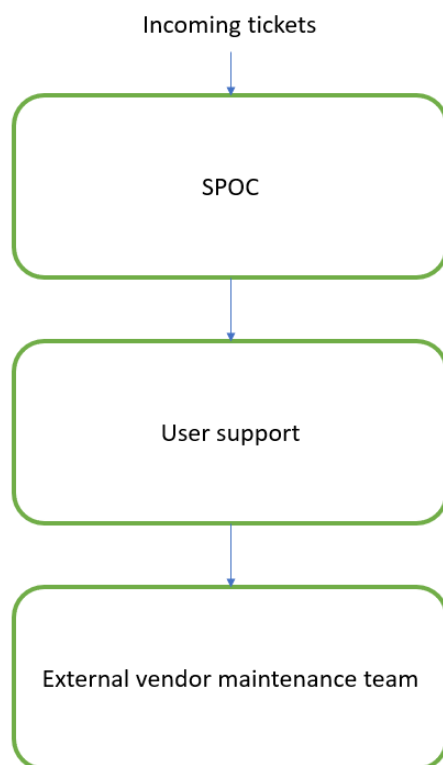 Incoming tickets
SPOC
User support
External vendor maintenance team